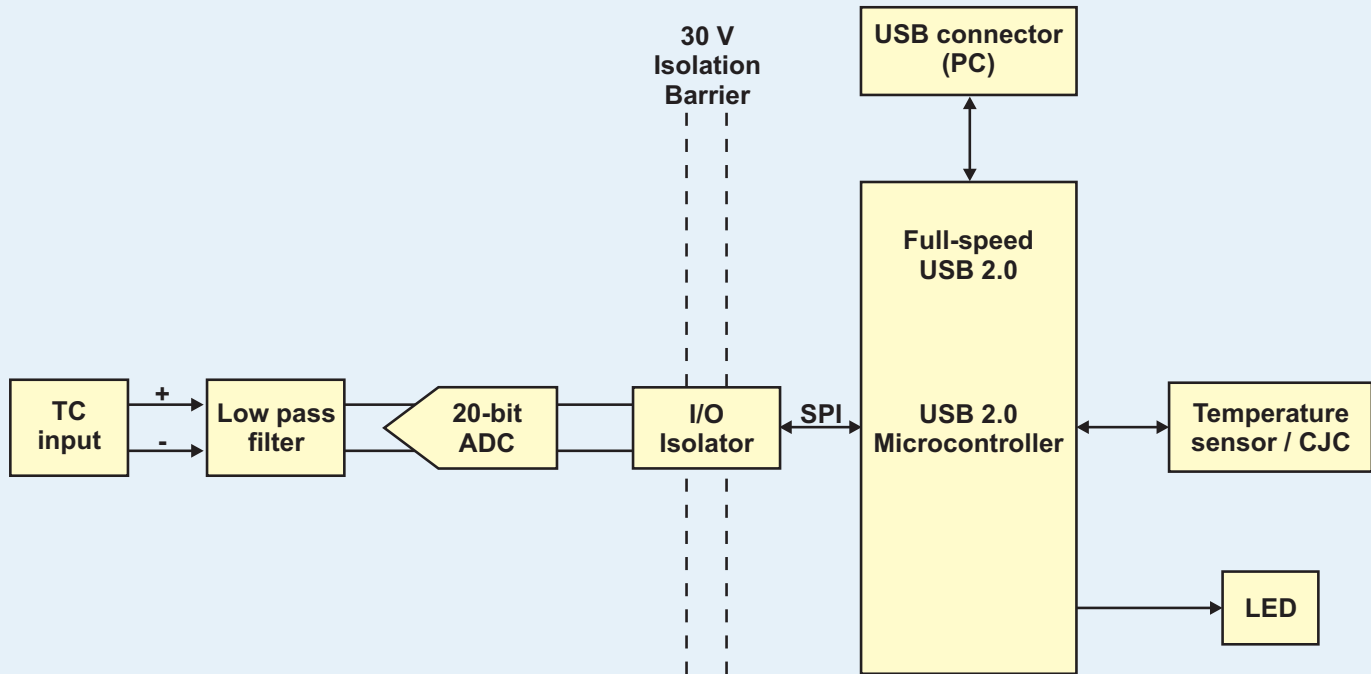 USB connector
(PC)
30 V
Isolation
Barrier
Full-speed
USB 2.0
TC
input
+
-
Low pass
filter
20-bit
ADC
I/O
Isolator
SPI
USB 2.0
Microcontroller
Temperature
sensor / CJC
LED